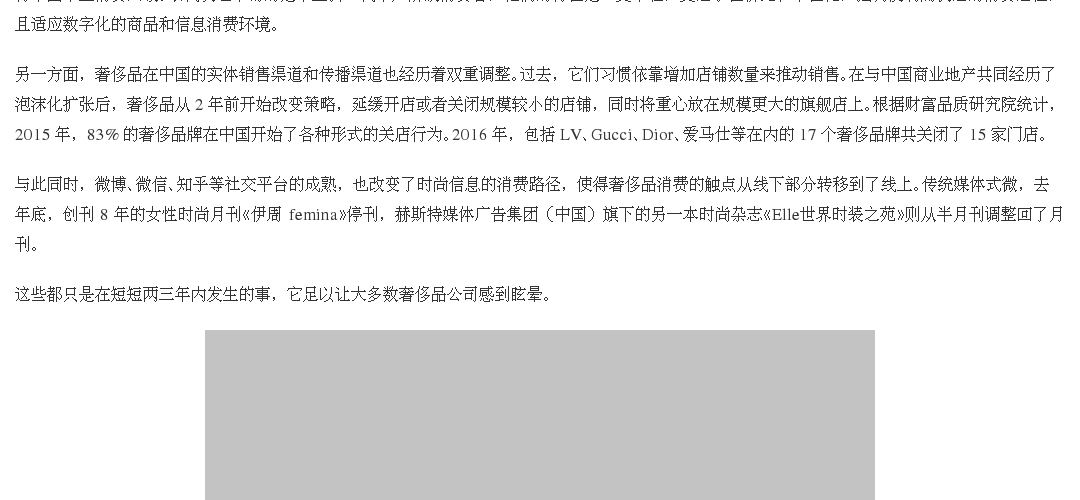 且适应数字化的商品和信息消费环境。
另一方面，奢侈品在中国的实体销售渠道和传播渠道也经历着双重调整。过去，它们习惯依靠增加店铺数量来推动销售。在与中国商业地产共同经历了
泡沫化扩张后，奢侈品从 2 年前开始改变策略，延缓开店或者关闭规模较小的店铺，同时将重心放在规模更大的旗舰店上。根据财富品质研究院统计，
2015 年，83% 的奢侈品牌在中国开始了各种形式的关店行为。2016 年，包括 LV、Gucci、Dior、爱马仕等在内的 17 个奢侈品牌共关闭了 15 家门店。
与此同时，微博、微信、知乎等社交平台的成熟，也改变了时尚信息的消费路径，使得奢侈品消费的触点从线下部分转移到了线上。传统媒体式微，去
年底，创刊 8 年的女性时尚月刊《伊周 femina》停刊，赫斯特媒体广告集团（中国）旗下的另一本时尚杂志《Elle世界时装之苑》则从半月刊调整回了月
刊。
这些都只是在短短两三年内发生的事，它足以让大多数奢侈品公司感到眩晕。